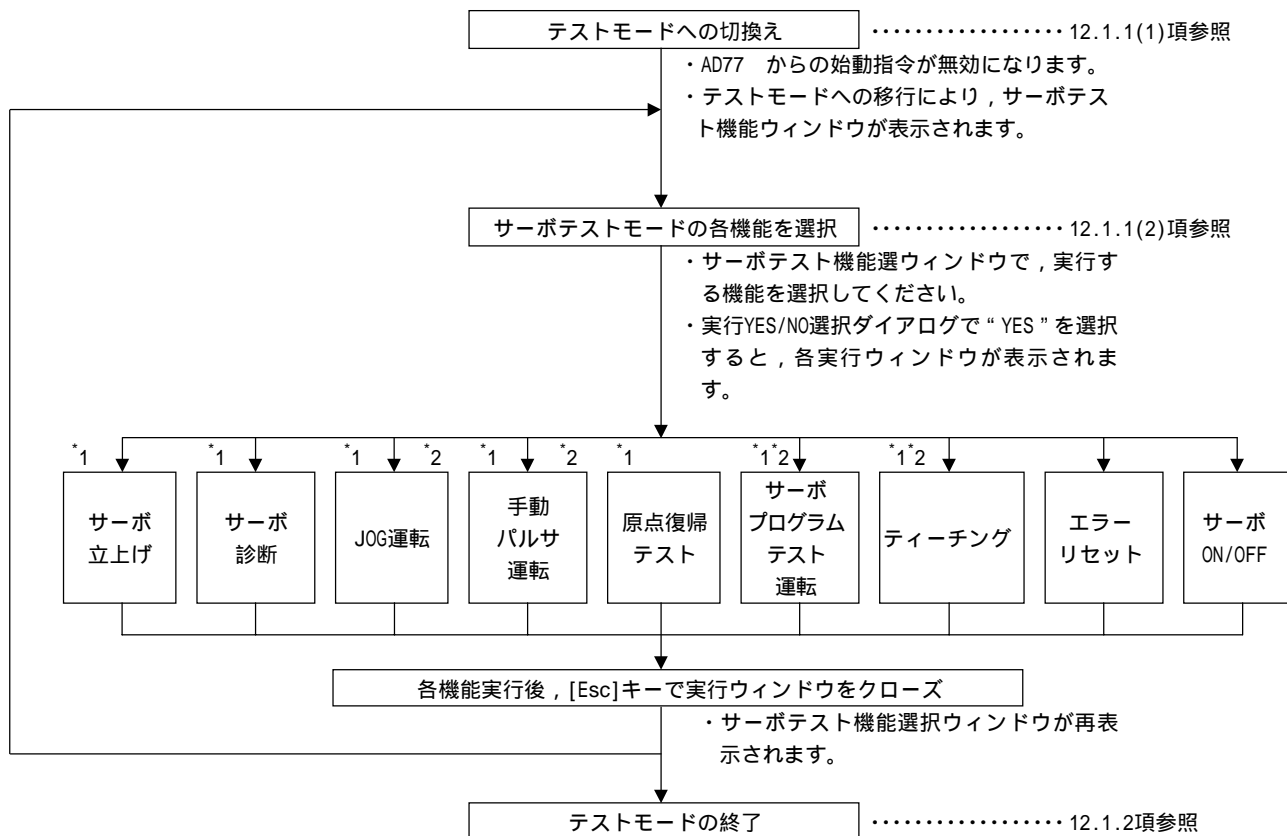 テストモードへの切換え ・・・・・・・・・・・・・・・・・・ 12.1.1(1)項参照
・AD77　からの始動指令が無効になります。
・テストモードへの移行により，サーボテス
ト機能ウィンドウが表示されます。
サーボテストモードの各機能を選択 ・・・・・・・・・・・・・・・・・・ 12.1.1(2)項参照
・サーボテスト機能選ウィンドウで，実行す
る機能を選択してください。
・実行YES/NO選択ダイアログで“YES”を選択
すると，各実行ウィンドウが表示されま
す。
*1
サーボ
立上げ
*1
サーボ
診断
*1 *2
JOG運転
*1 *2
手動
パルサ
運転
*1
原点復帰
テスト
*1*2
サーボ
プログラム
テスト
運転
*1*2
ティーチング
エラー
リセット
サーボ
ON/OFF
各機能実行後，[Esc]キーで実行ウィンドウをクローズ
・サーボテスト機能選択ウィンドウが再表
示されます。
テストモードの終了 ・・・・・・・・・・・・・・・・・・ 12.1.2項参照